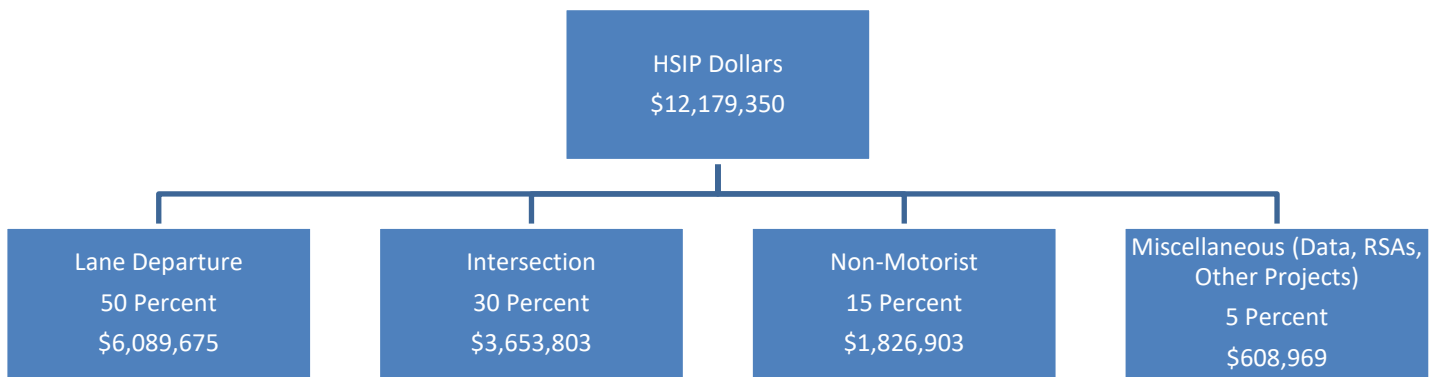 HSIP Dollars
$12,179,350
Lane Departure
50 Percent
$6,089,675
Intersection
30 Percent
$3,653,803
Non-Motorist
15 Percent
$1,826,903
Miscellaneous (Data, RSAs,
Other Projects)
5 Percent
$608,969